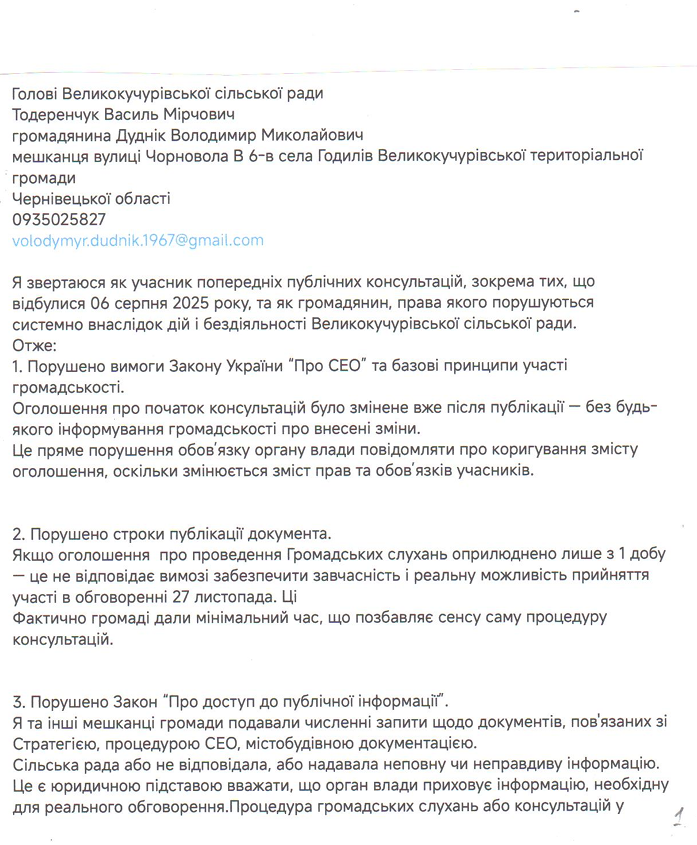 Голові Великокучурівської сільської ради
Тодеренчук Василь Мірчович
громадянина Дуднік Володимир Миколайович
мешканця вулиці Чорновола В 6-в села Годилів Великокучурівської територіальної
громади
Чернівецької області
0935025827
volodymyr.dudnik.1967@gmail.com
Я звертаюся як учасник попередніх публічних консультацій, зокрема тих, що
відбулися 06 серпня 2025 року, та як громадянин, права якого порушуються
системно внаслідок дій і бездіяльності Великокучурівської сільської ради.
Отже:
1. Порушено вимоги Закону України “Про СЕО” та базові принципи участі
громадськості.
Оголошення про початок консультацій було змінене вже після публікації — без будь-
якого інформування громадськості про внесені зміни.
Це пряме порушення обов’язку органу влади повідомляти про коригування змісту
оголошення, оскільки змінюється зміст прав та обов’язків учасників.
2. Порушено строки публікації документа.
Якщо оголошення  про проведення Громадських слухань оприлюднено лише з 1 добу
— це не відповідає вимозі забезпечити завчасність і реальну можливість прийняття
участі в обговоренні 27 листопада. Ці
Фактично громаді дали мінімальний час, що позбавляє сенсу саму процедуру
консультацій.
3. Порушено Закон “Про доступ до публічної інформації”.
Я та інші мешканці громади подавали численні запити щодо документів, пов'язаних зі
Стратегією, процедурою СЕО, містобудівною документацією.
Сільська рада або не відповідала, або надавала неповну чи неправдиву інформацію.
Це є юридичною підставою вважати, що орган влади приховує інформацію, необхідну
для реального обговорення.Процедура громадських слухань або консультацій у
1